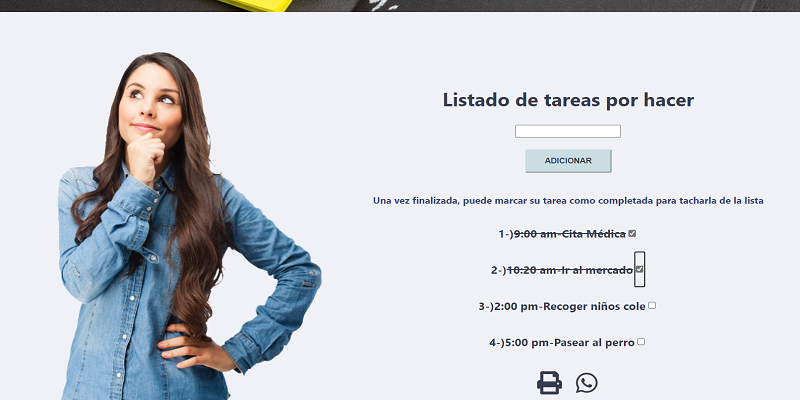 Listado de tareas por hacer
ADICIONAR
Una vez finalizada, puede marcar su tarea como completada para tacharla de la lista
1-)9:00 am-Cita Médica
2-)10:20 am-Ir al mercado
3-)2:00 pm-Recoger niños cole
4-)5:00 pm-Pasear al perro